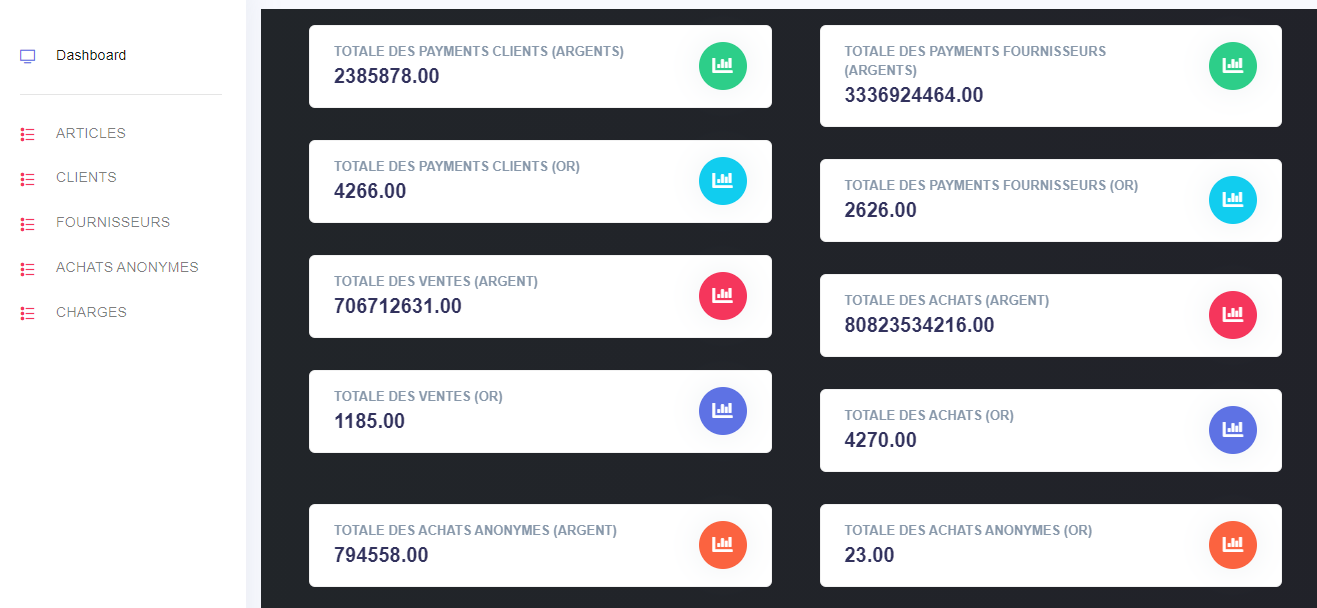 Dashboard
ARTICLES
CLIENTS
FOURNISSEURS
ACHATS ANONYMES
CHARGES
TOTALE DES PAYMENTS CLIENTS (ARGENTS)
2385878.00
TOTALE DES PAYMENTS CLIENTS (OR)
4266.00
TOTALE DES VENTES (ARGENT)
706712631.00
TOTALE DES VENTES (OR)
1185.00
TOTALE DES ACHATS ANONYMES (ARGENT)
794558.00
TOTALE DES PAYMENTS FOURNISSEURS
(ARGENTS)
3336924464.00
TOTALE DES PAYMENTS FOURNISSEURS (OR)
2626.00
TOTALE DES ACHATS (ARGENT)
80823534216.00
TOTALE DES ACHATS (OR)
4270.00
TOTALE DES ACHATS ANONYMES (OR)
23.00